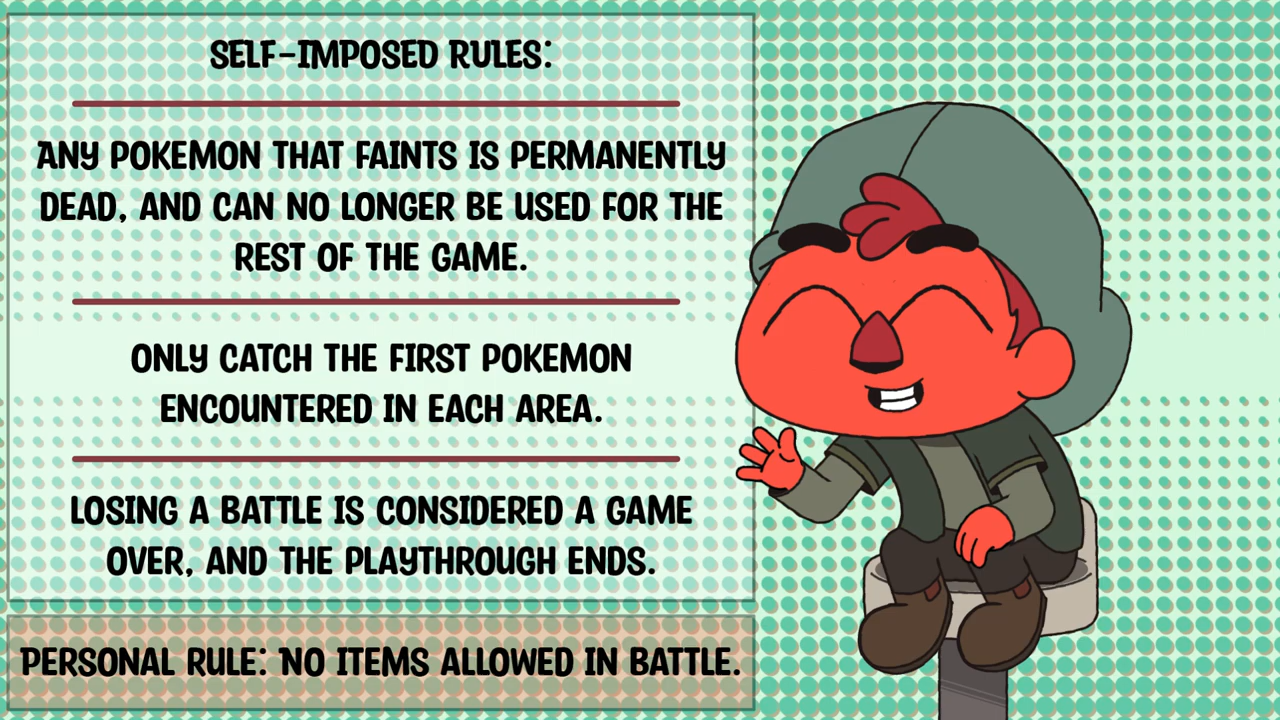 SELF-IMPOSED RULES:
ANY POKEMON THAT FAINTS IS PERMANENTLY
DEAD, AND CAN NO LONGER BE USED FOR THE
REST OF THE GAME.
ONLY CATCH THE FIRST POKEMON
ENCOUNTERED IN EACH AREA.
LOSING A BATTLE IS CONSIDERED A GAME
OVER, AND THE PLAYTHROUGH ENDS.
PERSONAL RULE: NO ITEMS ALLOWED IN BATTLE.